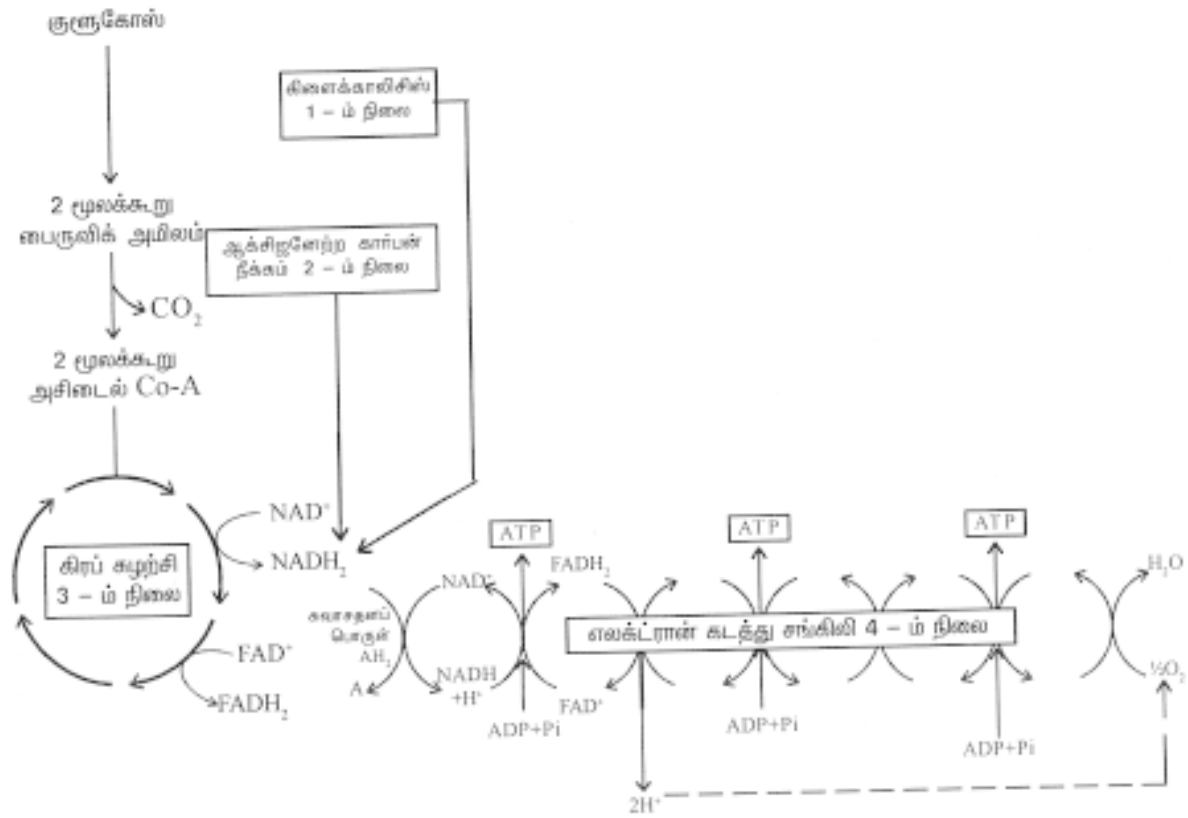 குளூகோஸ்
கிளைக்காலிசிஸ்
1 – ம் நிலை
2 மூலக்கூறு
பைருவிக் அமிலம்
ஆக்சிஜனேற்ற கார்பன்
நீக்கம் 2 – ம் நிலை
CO₂
2 மூலக்கூறு
அசிடைல் Co-A
NAD⁺
NADH₂
கிரப் சுழற்சி
3 – ம் நிலை
FAD⁺
FADH₂
சுவாசதளப்
பொருள்
AH₂
A
NAD⁺
NADH
+H⁺
ATP
ADP+Pi
FADH₂
FAD⁺
எலக்ட்ரான் கடத்து சங்கிலி 4 – ம் நிலை
ATP
ADP+Pi
ATP
ADP+Pi
H₂O
½O₂
2H⁺